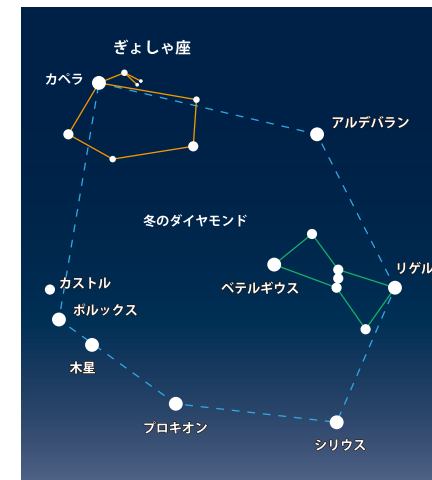 ぎょしゃ座
カペラ
アルデバラン
冬のダイヤモンド
リゲル
ベテルギウス
カストル
ポルックス
木星
プロキオン
シリウス